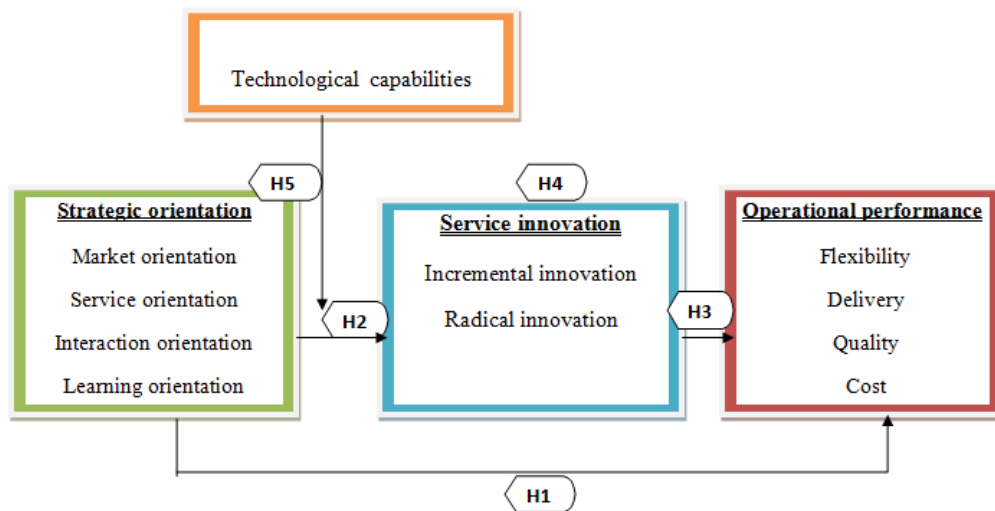 Technological capabilities
H5
H4
Strategic orientation
Market orientation
Service orientation
Interaction orientation
Learning orientation
H2
Service innovation
Incremental innovation
Radical innovation
H3
Operational performance
Flexibility
Delivery
Quality
Cost
H1